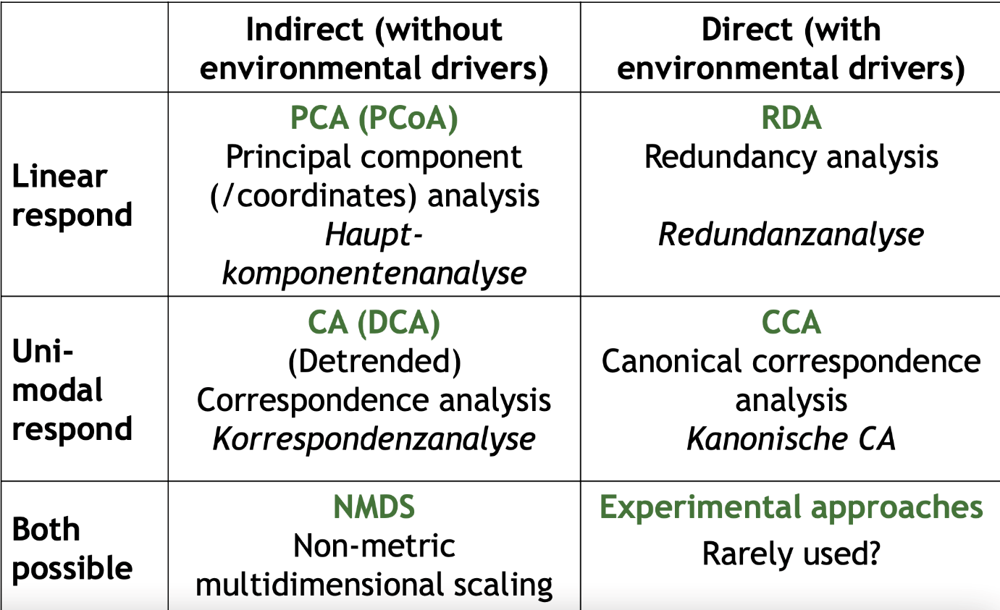 Indirect (without
environmental drivers)
Direct (with
environmental drivers)
Linear
respond
PCA (PCoA)
Principal component
(/coordinates) analysis
Haupt-
komponentenanalyse
RDA
Redundancy analysis
Redundanzanalyse
Uni-
modal
respond
CA (DCA)
(Detrended)
Correspondence analysis
Korrespondenzanalyse
CCA
Canonical correspondence
analysis
Kanonische CA
Both
possible
NMDS
Non-metric
multidimensional scaling
Experimental approaches
Rarely used?